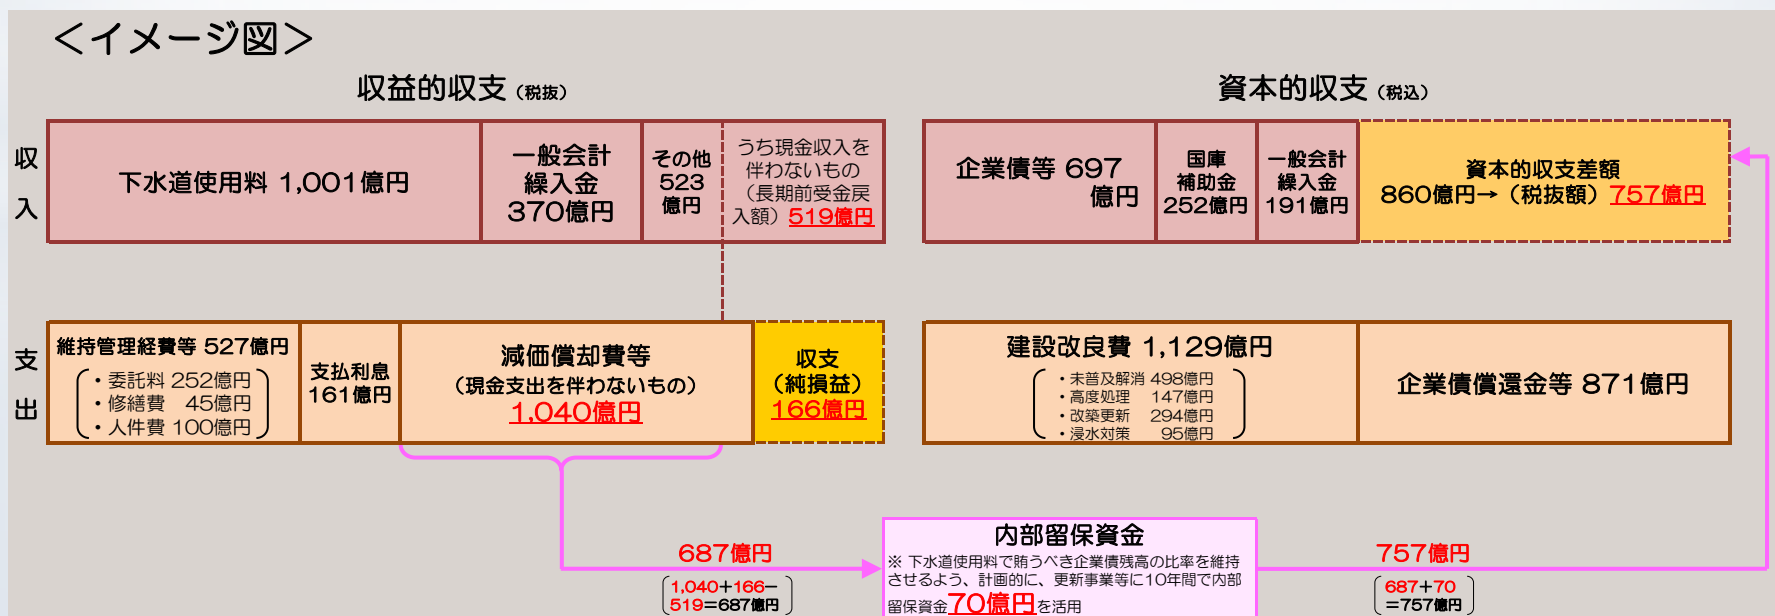 ＜イメージ図＞
収益的収支（税抜）
資本的収支（税込）
収
入
下水道使用料 1,001億円
一般会計
繰入金
370億円
その他
523
億円
うち現金収入を
伴わないもの
（長期前受金戻
入額）519億円
企業債等 697
億円
国庫
補助金
252億円
一般会計
繰入金
191億円
資本的収支差額
860億円→（税抜額）757億円
支
出
維持管理経費等 527億円
・委託料 252億円
・修繕費 45億円
・人件費 100億円
支払利息
161億円
減価償却費等
（現金支出を伴わないもの）
1,040億円
収支
（純損益）
166億円
建設改良費 1,129億円
・未普及解消 498億円
・高度処理 147億円
・改築更新 294億円
・浸水対策 95億円
企業債償還金等 871億円
687億円
1,040+166−
519=687億円
内部留保資金
※ 下水道使用料で賄うべき企業債残高の比率を維持
させるよう、計画的に、更新事業等に10年間で内部
留保資金70億円を活用
757億円
687+70
=757億円